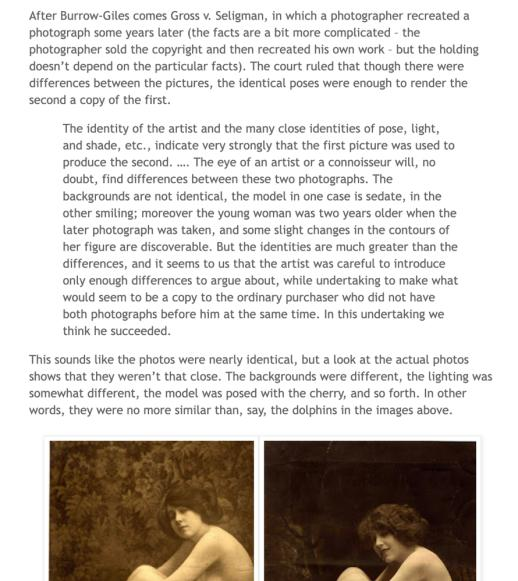 After Burrow-Giles comes Gross v. Seligman, in which a photographer recreated a
photograph some years later (the facts are a bit more complicated – the
photographer sold the copyright and then recreated his own work – but the holding
doesn't depend on the particular facts). The court ruled that though there were
differences between the pictures, the identical poses were enough to render the
second a copy of the first.
The identity of the artist and the many close identities of pose, light,
and shade, etc., indicate very strongly that the first picture was used to
produce the second. …. The eye of an artist or a connoisseur will, no
doubt, find differences between these two photographs. The
backgrounds are not identical, the model in one case is sedate, in the
other smiling; moreover the young woman was two years older when the
later photograph was taken, and some slight changes in the contours of
her figure are discoverable. But the identities are much greater than the
differences, and it seems to us that the artist was careful to introduce
only enough differences to argue about, while undertaking to make what
would seem to be a copy to the ordinary purchaser who did not have
both photographs before him at the same time. In this undertaking we
think he succeeded.
This sounds like the photos were nearly identical, but a look at the actual photos
shows that they weren't that close. The backgrounds were different, the lighting was
somewhat different, the model was posed with the cherry, and so forth. In other
words, they were no more similar than, say, the dolphins in the images above.